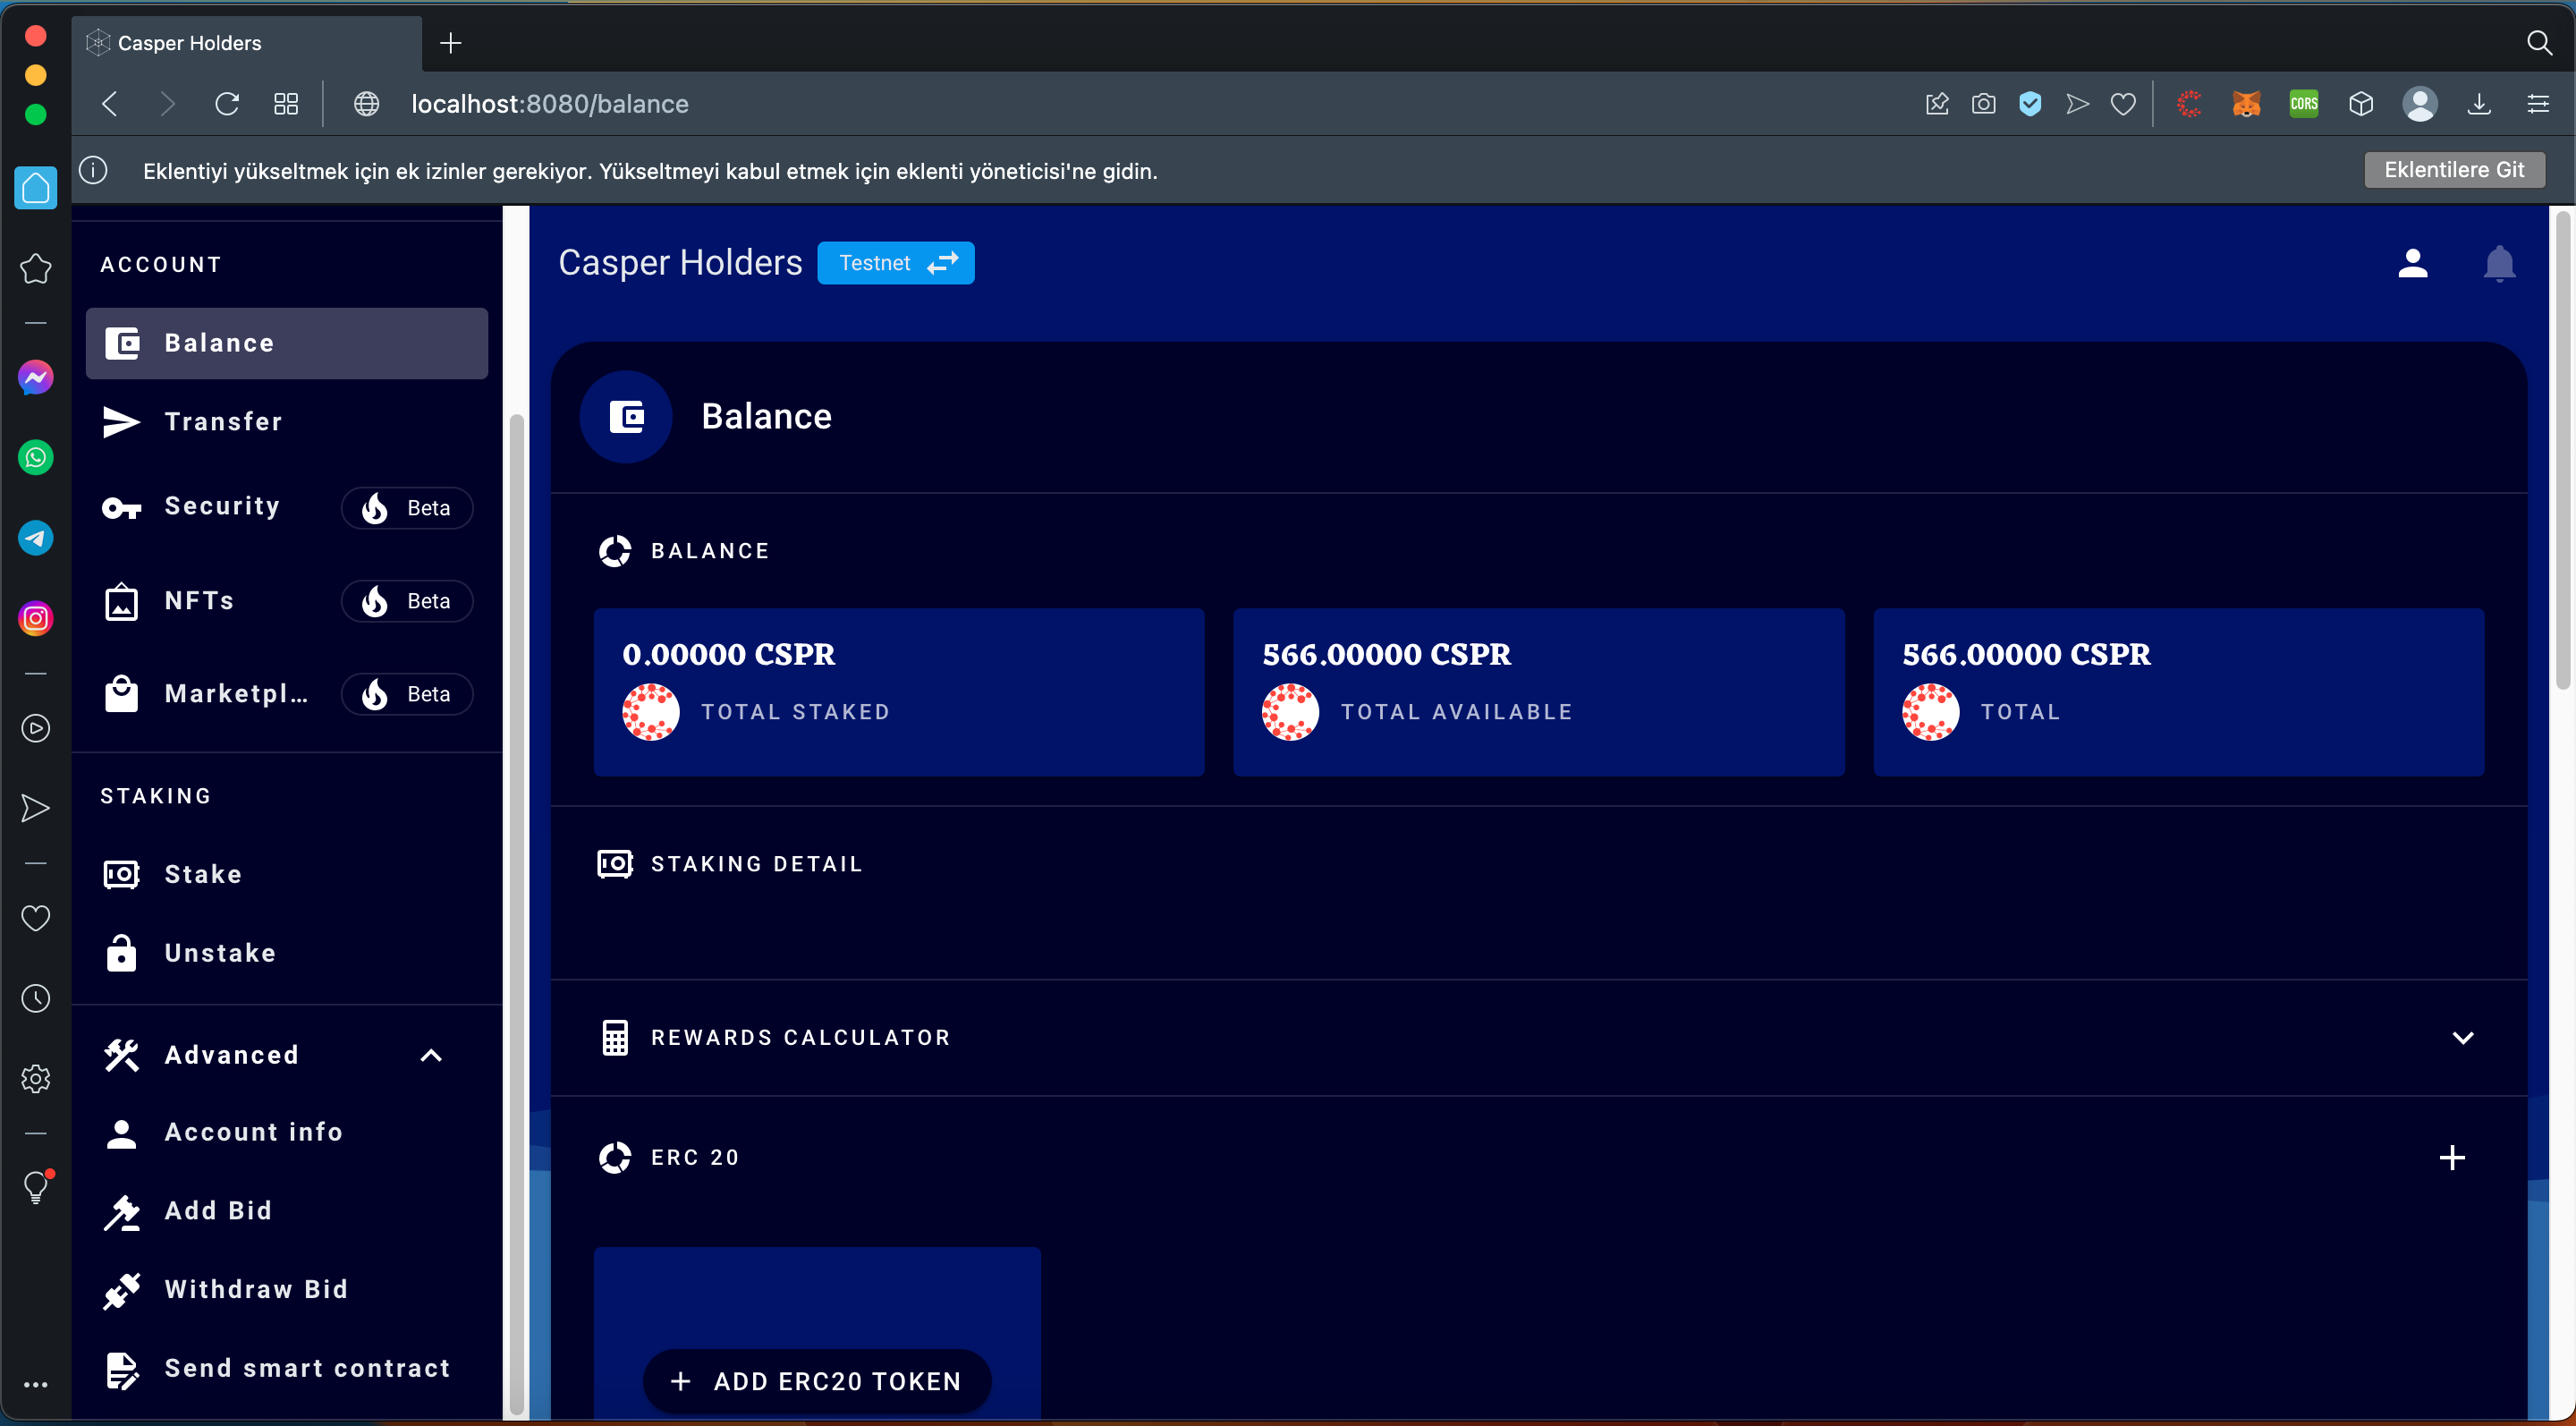 Casper Holders
localhost:8080/balance
CORS
Eklentiyi yükseltmek için ek izinler gerekiyor. Yükseltmeyi kabul etmek için eklenti yöneticisi'ne gidin.
Eklentilere Git
ACCOUNT
Balance
Transfer
Security
Beta
NFTs
Beta
Marketpl...
Beta
STAKING
Stake
Unstake
Advanced
Account info
Add Bid
Withdraw Bid
Send smart contract
Casper Holders
Testnet
Balance
BALANCE
0.00000 CSPR
TOTAL STAKED
566.00000 CSPR
TOTAL AVAILABLE
566.00000 CSPR
TOTAL
STAKING DETAIL
REWARDS CALCULATOR
ERC 20
+ ADD ERC20 TOKEN